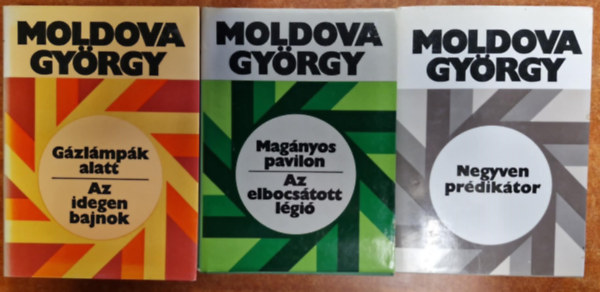 MOLDOVA
GYÖRGY
Gázlámpák
alatt
Az
idegen
bajnok
MOLDOVA
GYÖRGY
Magányos
pavilon
Az
elbocsátott
légió
MOLDOVA
GYÖRGY
Negyven
prédikátor